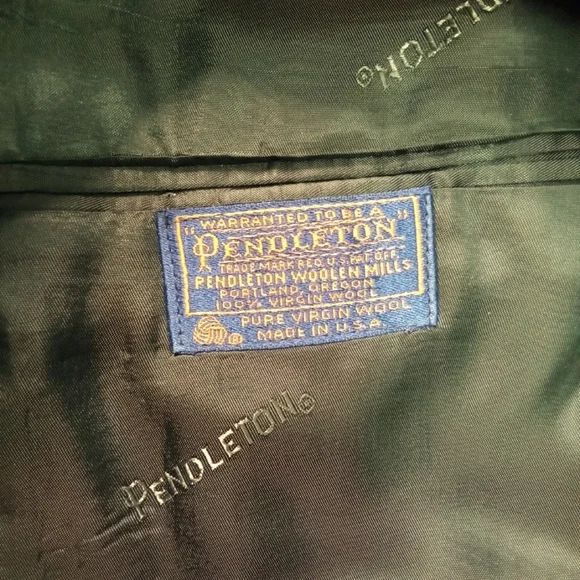 PENDLETON®
"WARRANTED TO BE A"
PENDLETON
TRADE MARK REG. U.S. PAT. OFF.
PENDLETON WOOLEN MILLS
PORTLAND, OREGON
100% VIRGIN WOOL
PURE VIRGIN WOOL
® MADE IN U.S.A.
PENDLETON®